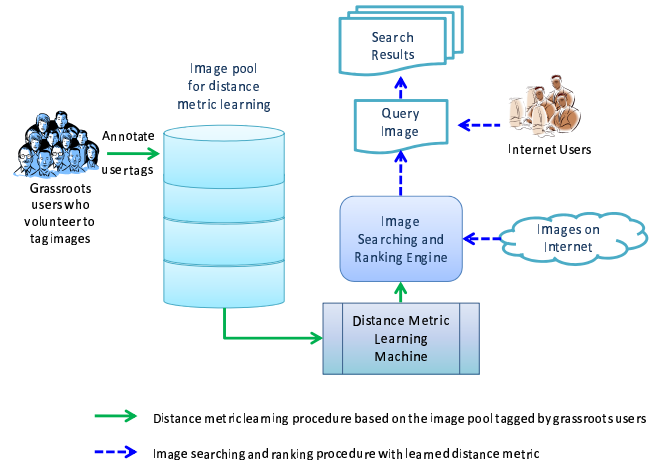 Search
Results
Image pool
for distance
metric learning
Query
Image
Annotate
user tags
Internet Users
Grassroots
users who
volunteer to
tag images
Image
Searching and
Ranking Engine
Images on
Internet
Distance Metric
Learning
Machine
Distance metric learning procedure based on the image pool tagged by grassroots users
Image searching and ranking procedure with learned distance metric